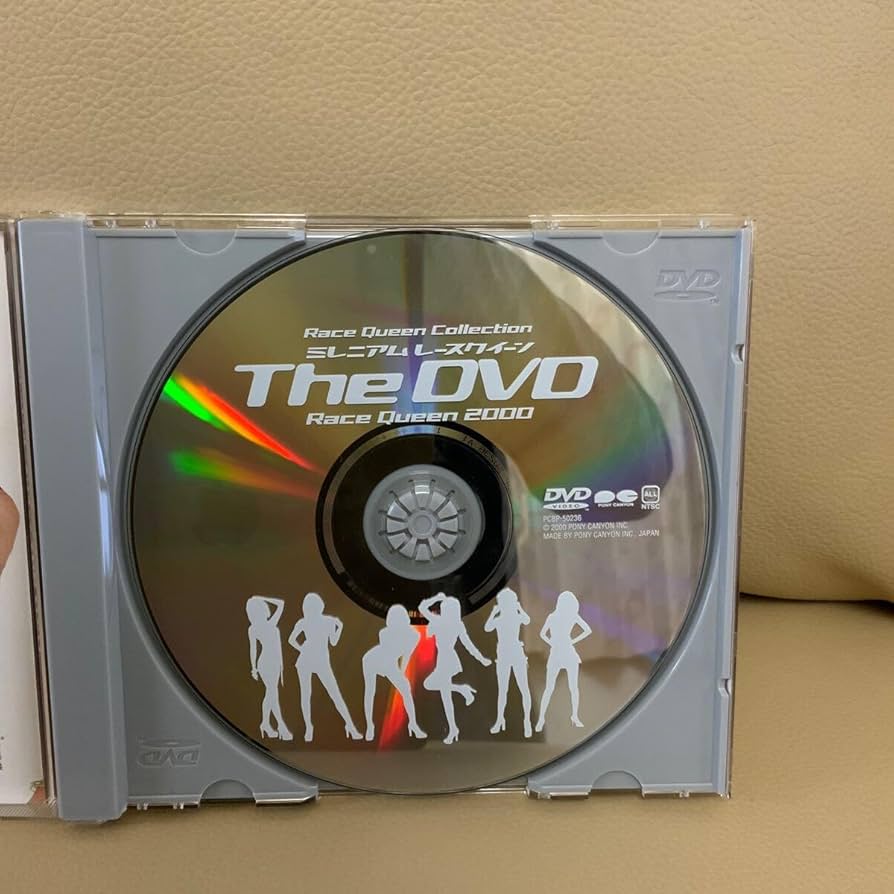 Race Queen Collection
ミレニアム レースクイーン
The DVD
Race Queen 2000
DVD
VIDEO
PONY CANYON
ALL
NTSC
PCBP-50236
© 2000 PONY CANYON INC.
MADE BY PONY CANYON INC., JAPAN
DVD
DVD